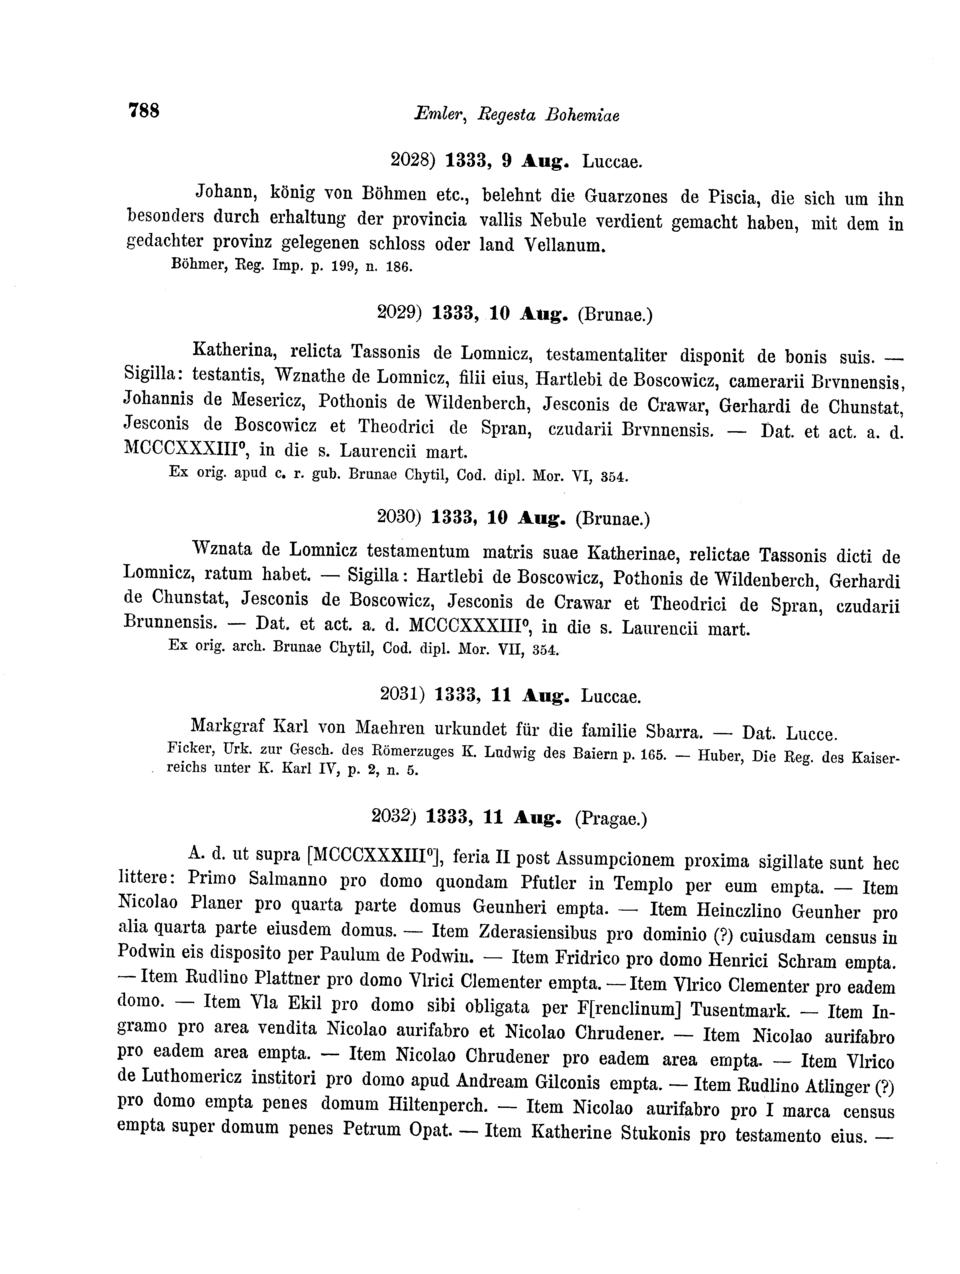 788
Emler, Regesta Bohemiae
2028) 1333, 9 Aug. Luccae.
Johann, könig von Böhmen etc., belehnt die Guarzones de Piscia, die sich um ihn
besonders durch erhaltung der provincia vallis Nebule verdient gemacht haben, mit dem in
gedachter provinz gelegenen schloss oder land Vellanum.
Böhmer, Reg. Imp. p. 199, n. 186.
2029) 1333, 10 Aug. (Brunae.)
Katherina, relicta Tassonis de Lomnicz, testamentaliter disponit de bonis suis. —
Sigilla: testantis, Wznathe de Lomnicz, filii eius, Hartlebi de Boscowicz, camerarii Brvnnensis,
Johannis de Mesericz, Pothonis de Wildenberch, Jesconis de Crawar, Gerhardi de Chunstat,
Jesconis de Boscowicz et Theodrici de Spran, czudarii Brvnnensis. — Dat. et act. a. d.
MCCCXXXIII⁰, in die s. Laurencii mart.
Ex orig. apud c. r. gub. Brunae Chytil, Cod. dipl. Mor. VI, 354.
2030) 1333, 10 Aug. (Brunae.)
Wznata de Lomnicz testamentum matris suae Katherinae, relictae Tassonis dicti de
Lomnicz, ratum habet. — Sigilla: Hartlebi de Boscowicz, Pothonis de Wildenberch, Gerhardi
de Chunstat, Jesconis de Boscowicz, Jesconis de Crawar et Theodrici de Spran, czudarii
Brunnensis. — Dat. et act. a. d. MCCCXXXIII⁰, in die s. Laurencii mart.
Ex orig. arch. Brunae Chytil, Cod. dipl. Mor. VII, 354.
2031) 1333, 11 Aug. Luccae.
Markgraf Karl von Maehren urkundet für die familie Sbarra. — Dat. Lucce.
Ficker, Urk. zur Gesch. des Römerzuges K. Ludwig des Baiern p. 165. — Huber, Die Reg. des Kaiser-
reichs unter K. Karl IV, p. 2, n. 5.
2032) 1333, 11 Aug. (Pragae.)
A. d. ut supra [MCCCXXXIII⁰], feria II post Assumpcionem proxima sigillate sunt hec
littere: Primo Salmanno pro domo quondam Pfutler in Templo per eum empta. — Item
Nicolao Planer pro quarta parte domus Geunheri empta. — Item Heinczlino Geunher pro
alia quarta parte eiusdem domus. — Item Zderasiensibus pro dominio (?) cuiusdam census in
Podwin eis disposito per Paulum de Podwin. — Item Fridrico pro domo Henrici Schram empta.
— Item Rudlino Plattner pro domo Vlrici Clementer empta. — Item Vlrico Clementer pro eadem
domo. — Item Vla Ekil pro domo sibi obligata per F[renclinum] Tusentmark. — Item In-
gramo pro area vendita Nicolao aurifabro et Nicolao Chrudener. — Item Nicolao aurifabro
pro eadem area empta. — Item Nicolao Chrudener pro eadem area empta. — Item Vlrico
de Luthomericz institori pro domo apud Andream Gilconis empta. — Item Rudlino Atlinger (?)
pro domo empta penes domum Hiltenperch. — Item Nicolao aurifabro pro I marca census
empta super domum penes Petrum Opat. — Item Katherine Stukonis pro testamento eius. —